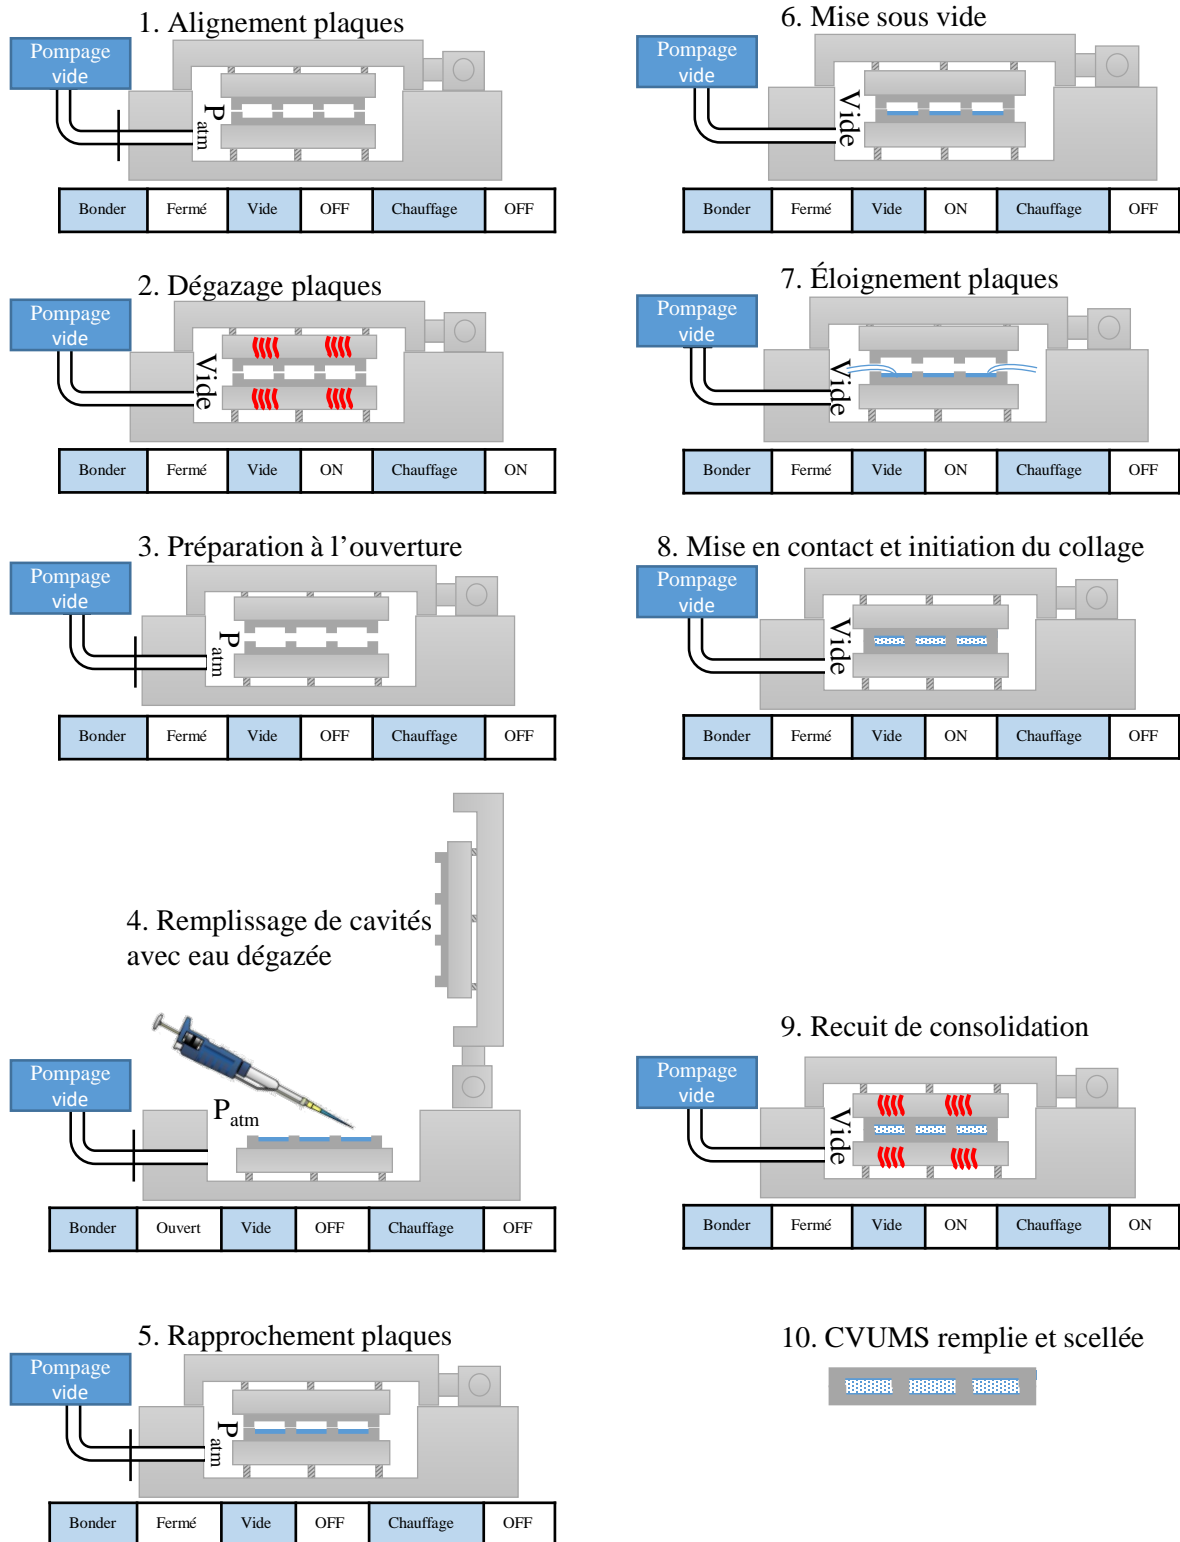 1. Alignement plaques
Pompage
vide
P atm
Bonder Fermé Vide OFF Chauffage OFF
2. Dégazage plaques
Pompage
vide
Vide
Bonder Fermé Vide ON Chauffage ON
3. Préparation à l’ouverture
Pompage
vide
P atm
Bonder Fermé Vide OFF Chauffage OFF
4. Remplissage de cavités
avec eau dégazée
Pompage
vide
P atm
Bonder Ouvert Vide OFF Chauffage OFF
5. Rapprochement plaques
Pompage
vide
P atm
Bonder Fermé Vide OFF Chauffage OFF
6. Mise sous vide
Pompage
vide
Vide
Bonder Fermé Vide ON Chauffage OFF
7. Éloignement plaques
Pompage
vide
Vide
Bonder Fermé Vide ON Chauffage OFF
8. Mise en contact et initiation du collage
Pompage
vide
Vide
Bonder Fermé Vide ON Chauffage OFF
9. Recuit de consolidation
Pompage
vide
Vide
Bonder Fermé Vide ON Chauffage ON
10. CVUMS remplie et scellée